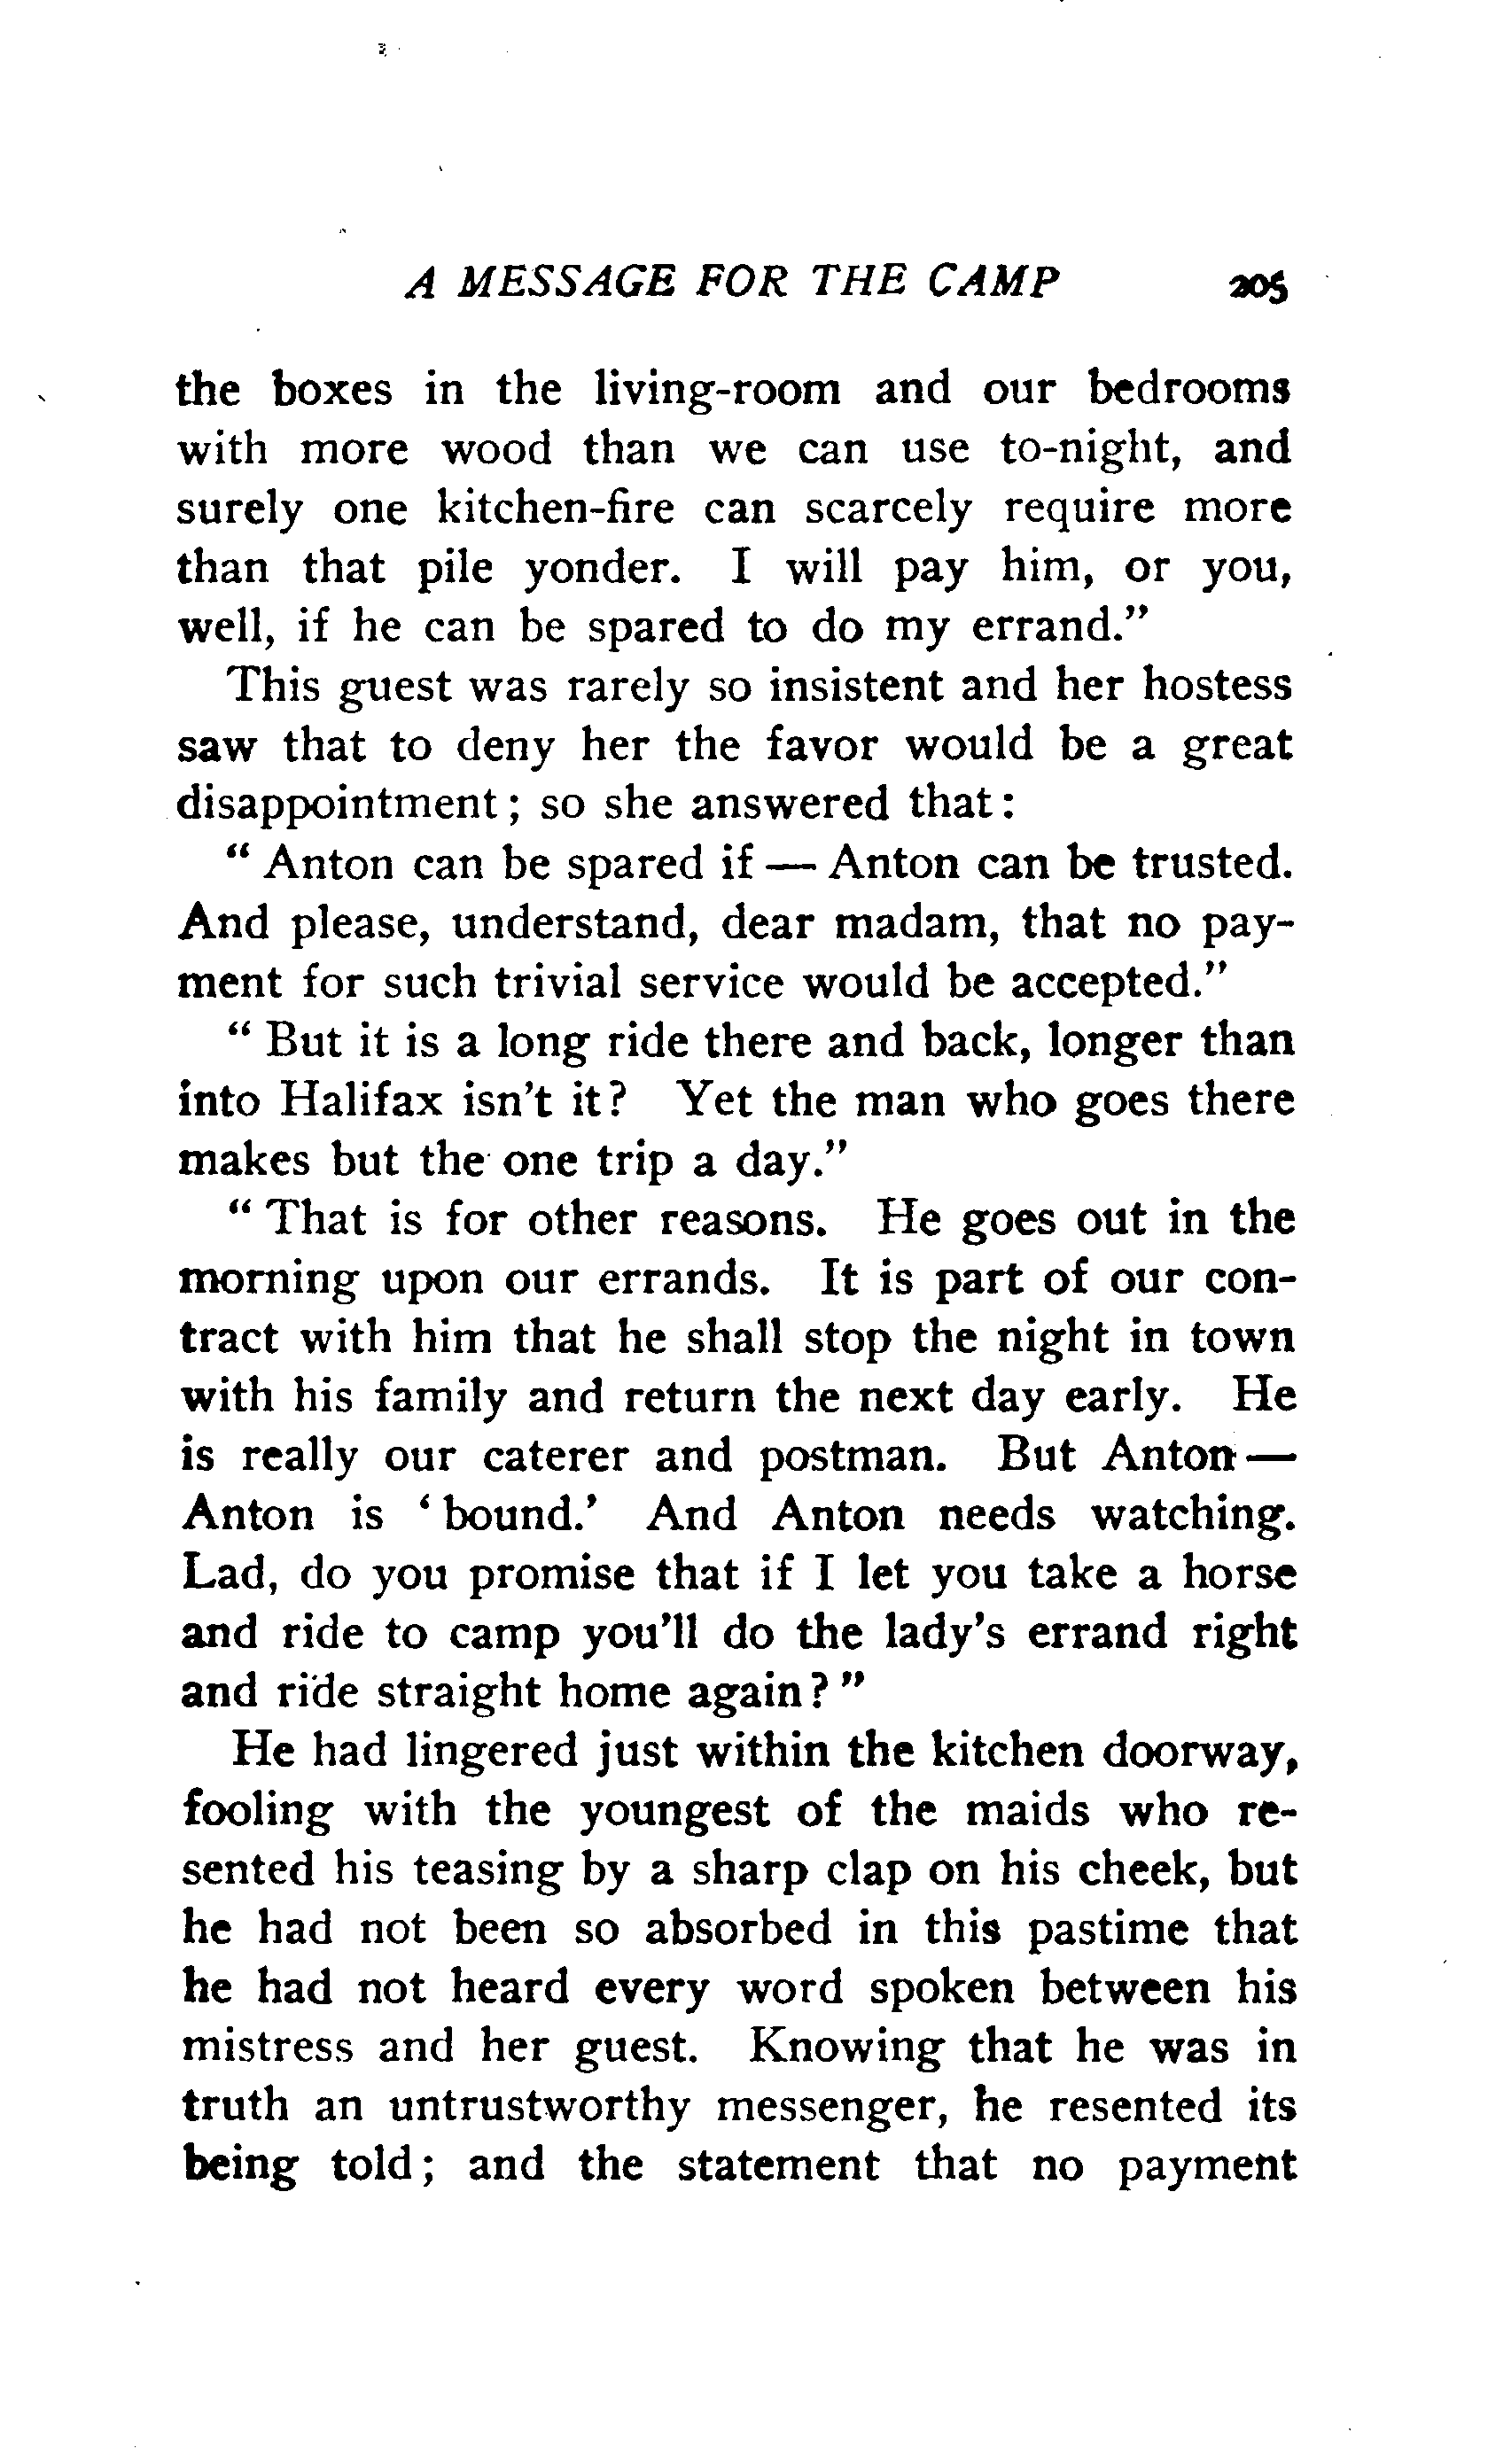 A MESSAGE FOR THE CAMP 205
the boxes in the living-room and our bedrooms
with more wood than we can use to-night, and
surely one kitchen-fire can scarcely require more
than that pile yonder. I will pay him, or you,
well, if he can be spared to do my errand."
This guest was rarely so insistent and her hostess
saw that to deny her the favor would be a great
disappointment; so she answered that:
"Anton can be spared if — Anton can be trusted.
And please, understand, dear madam, that no pay-
ment for such trivial service would be accepted."
"But it is a long ride there and back, longer than
into Halifax isn't it? Yet the man who goes there
makes but the one trip a day."
"That is for other reasons. He goes out in the
morning upon our errands. It is part of our con-
tract with him that he shall stop the night in town
with his family and return the next day early. He
is really our caterer and postman. But Anton —
Anton is 'bound.' And Anton needs watching.
Lad, do you promise that if I let you take a horse
and ride to camp you'll do the lady's errand right
and ride straight home again?"
He had lingered just within the kitchen doorway,
fooling with the youngest of the maids who re-
sented his teasing by a sharp clap on his cheek, but
he had not been so absorbed in this pastime that
he had not heard every word spoken between his
mistress and her guest. Knowing that he was in
truth an untrustworthy messenger, he resented its
being told; and the statement that no payment